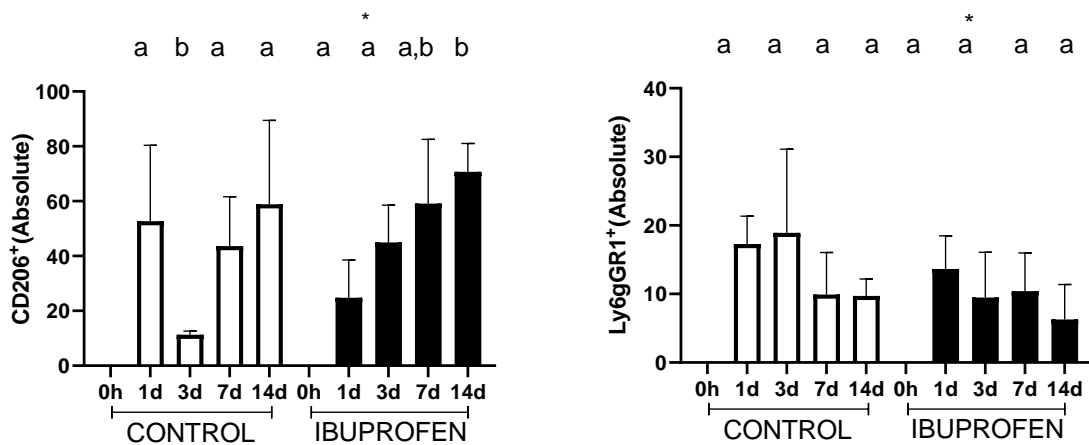 *
a b a a a a a,b b
CD206+(Absolute)
100
80
60
40
20
0
0h 1d 3d 7d 14d 0h 1d 3d 7d 14d
CONTROL IBUPROFEN
*
a a a a a a a a
Ly6gGR1+(Absolute)
40
30
20
10
0
0h 1d 3d 7d 14d 0h 1d 3d 7d 14d
CONTROL IBUPROFEN